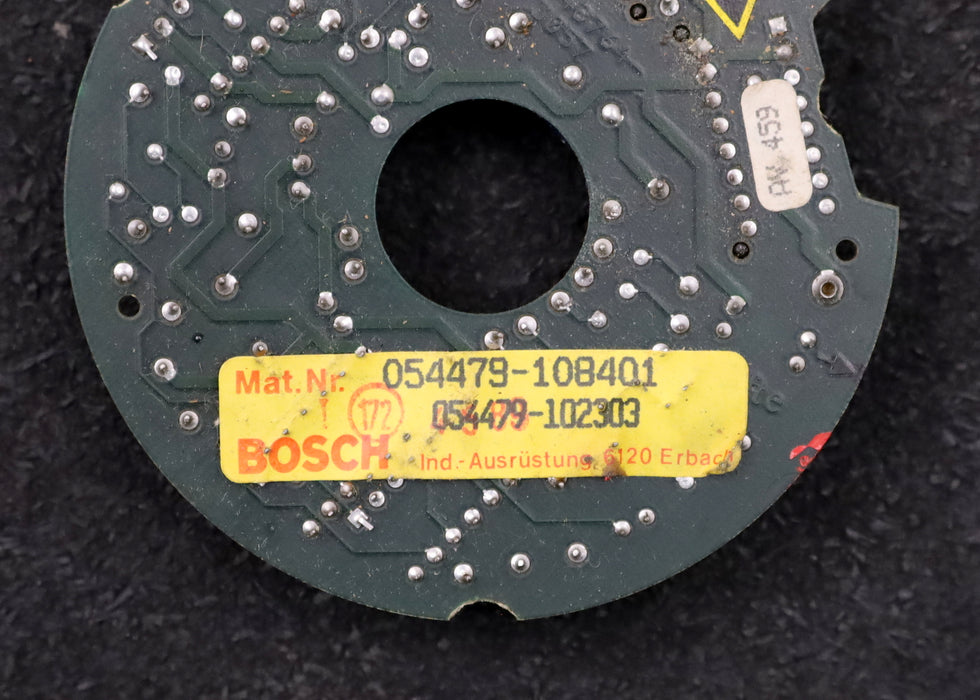 AW. 459
Mat.Nr. 054479-108401
172 054479-102303
BOSCH Ind.-Ausrüstung 6120 Erbach